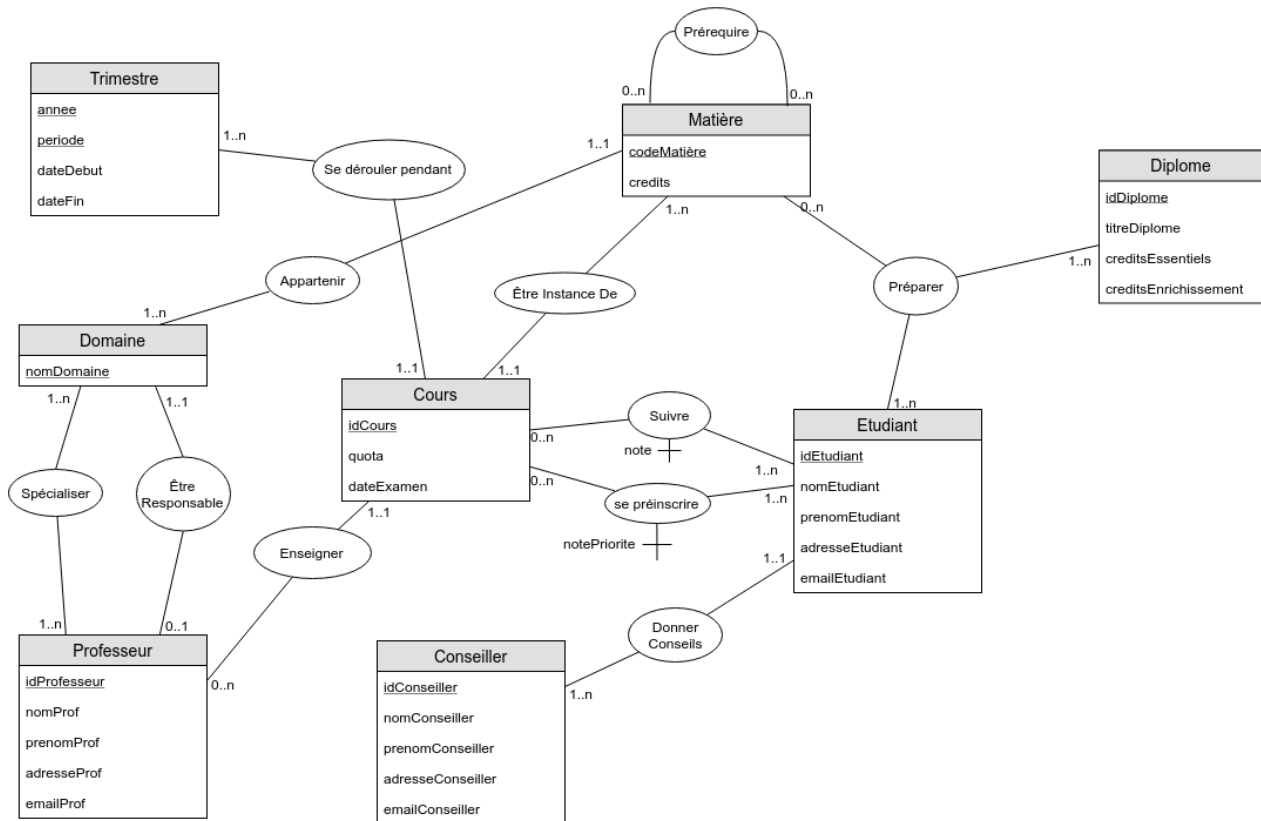 Prérequire
Trimestre
annee
periode
dateDebut
dateFin
1..n
Se dérouler pendant
0..n
0..n
Matière
codeMatière
credits
1..1
1..n
0..n
Diplome
idDiplome
titreDiplome
creditsEssentiels
creditsEnrichissement
1..n
Appartenir
Être Instance De
Préparer
1..n
Domaine
nomDomaine
1..n
1..1
1..1
1..1
Cours
idCours
quota
dateExamen
0..n
0..n
1..1
Suivre
note
se préinscrire
notePriorite
1..n
1..n
1..n
Etudiant
idEtudiant
nomEtudiant
prenomEtudiant
adresseEtudiant
emailEtudiant
1..1
Spécialiser
Être
Responsable
Enseigner
1..n
0..1
0..n
Professeur
idProfesseur
nomProf
prenomProf
adresseProf
emailProf
Donner
Conseils
1..n
Conseiller
idConseiller
nomConseiller
prenomConseiller
adresseConseiller
emailConseiller